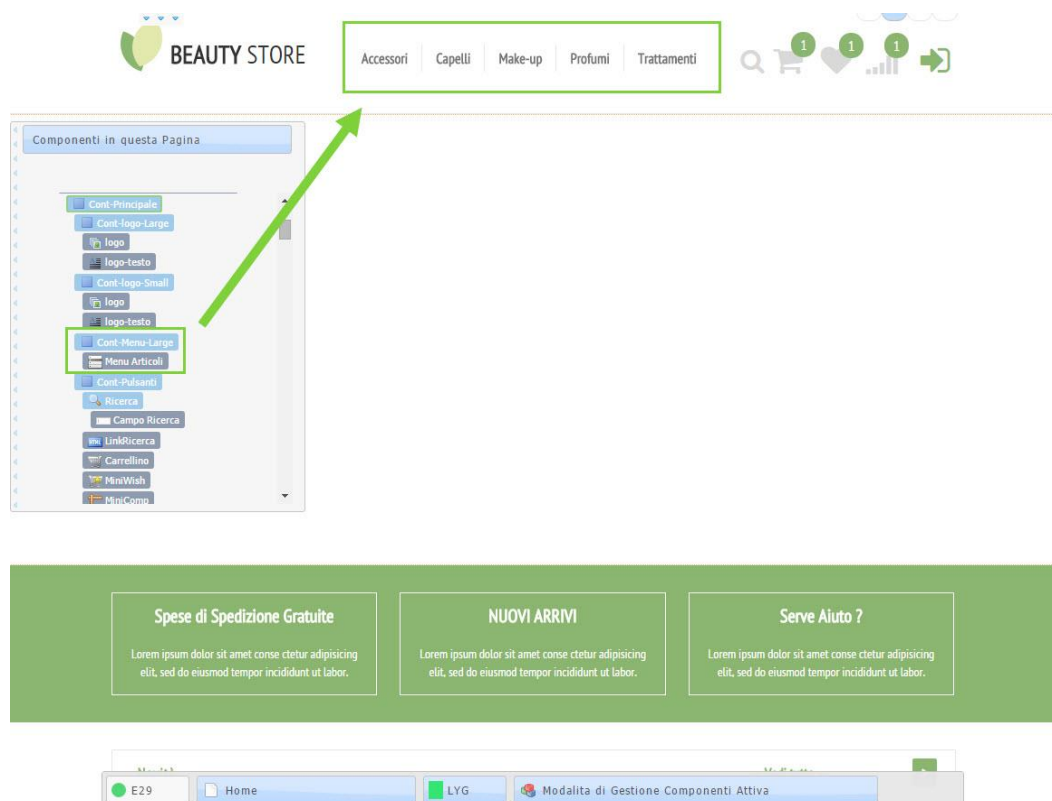 BEAUTY STORE
Accessori Capelli Make-up Profumi Trattamenti
1 1 1
Componenti in questa Pagina
Cont-Principale
Cont-logo-Large
logo
logo-testo
Cont-logo-Small
logo
logo-testo
Cont-Menu-Large
Menu Articoli
Cont-Pulsanti
Ricerca
Campo Ricerca
LinkRicerca
Carrellino
MiniWish
MiniComp
Spese di Spedizione Gratuite
Lorem ipsum dolor sit amet conse ctetur adipisicing
elit, sed do eiusmod tempor incididunt ut labor.
NUOVI ARRIVI
Lorem ipsum dolor sit amet conse ctetur adipisicing
elit, sed do eiusmod tempor incididunt ut labor.
Serve Aiuto ?
Lorem ipsum dolor sit amet conse ctetur adipisicing
elit, sed do eiusmod tempor incididunt ut labor.
E29 Home LYG Modalita di Gestione Componenti Attiva